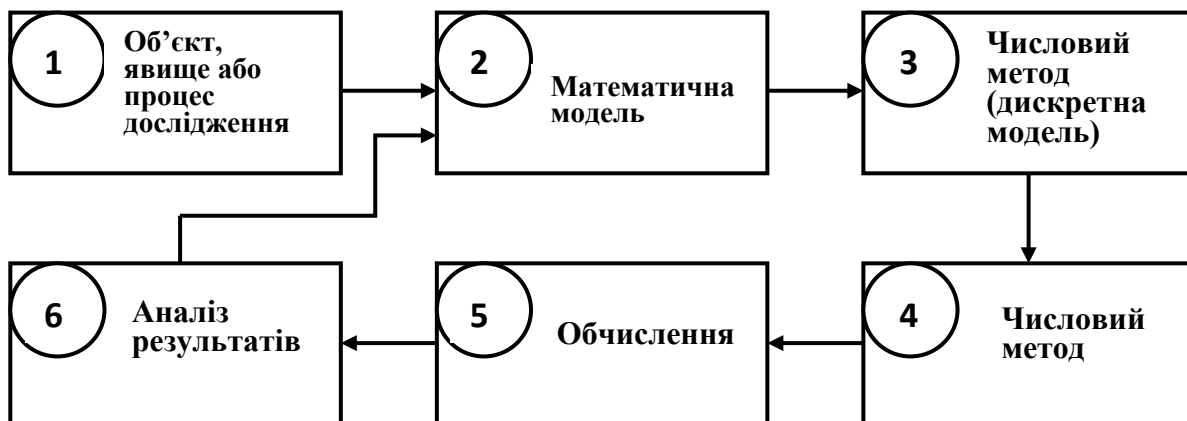 1
Об’єкт,
явище або
процес
дослідження
2
Математична
модель
3
Числовий
метод
(дискретна
модель)
6
Аналіз
результатів
5
Обчислення
4
Числовий
метод